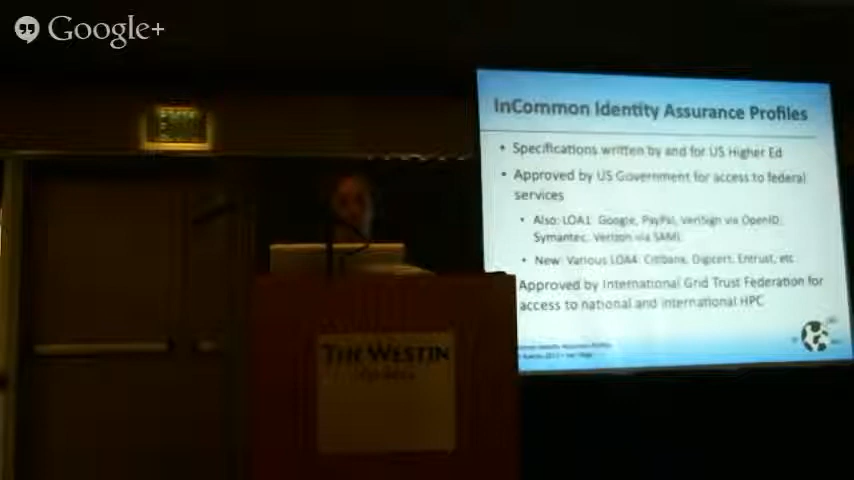 Google+
InCommon Identity Assurance Profiles
• Specifications written by and for US Higher Ed
• Approved by US Government for access to federal
services
• Also: LOA1: Google, PayPal, VeriSign via OpenID;
Symantec, Verizon via SAML
• New: Various LOA4: Citibank, Digicert, Entrust, etc
Approved by International Grid Trust Federation for
access to national and international HPC
THE WESTIN